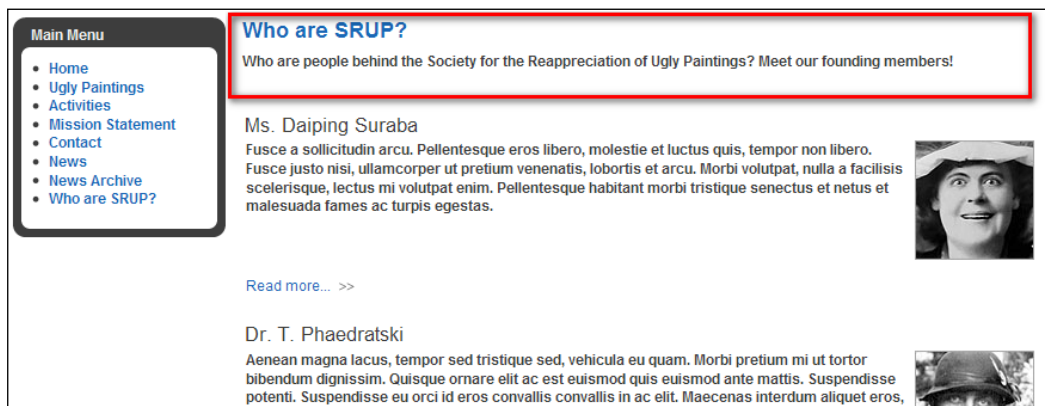 Main Menu
Home
Ugly Paintings
Activities
Mission Statement
Contact
News
News Archive
Who are SRUP?
Who are SRUP?
Who are people behind the Society for the Reappreciation of Ugly Paintings? Meet our founding members!
Ms. Daiping Suraba
Fusce a sollicitudin arcu. Pellentesque eros libero, molestie et luctus quis, tempor non libero.
Fusce justo nisi, ullamcorper ut pretium venenatis, lobortis et arcu. Morbi volutpat, nulla a facilisis
scelerisque, lectus mi volutpat enim. Pellentesque habitant morbi tristique senectus et netus et
malesuada fames ac turpis egestas.
Read more... >>
Dr. T. Phaedratski
Aenean magna lacus, tempor sed tristique sed, vehicula eu quam. Morbi pretium mi ut tortor
bibendum dignissim. Quisque ornare elit ac est euismod quis euismod ante mattis. Suspendisse
potenti. Suspendisse eu orci id eros convallis convallis in ac elit. Maecenas interdum aliquet eros,